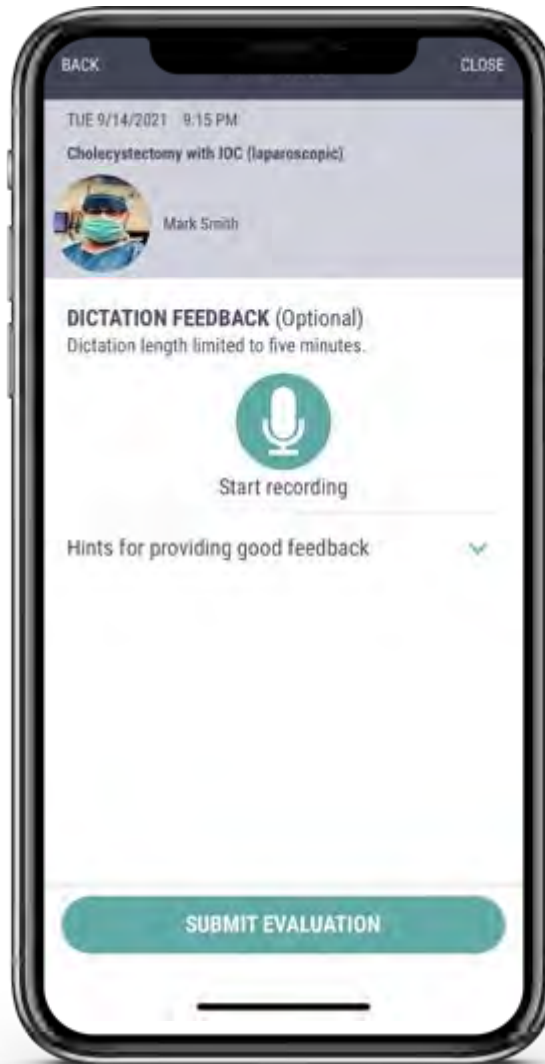 BACK CLOSE
TUE 9/14/2021 9:15 PM
Cholecystectomy with IOC (laparoscopic)
Mark Smith
DICTATION FEEDBACK (Optional)
Dictation length limited to five minutes.
Start recording
Hints for providing good feedback
SUBMIT EVALUATION